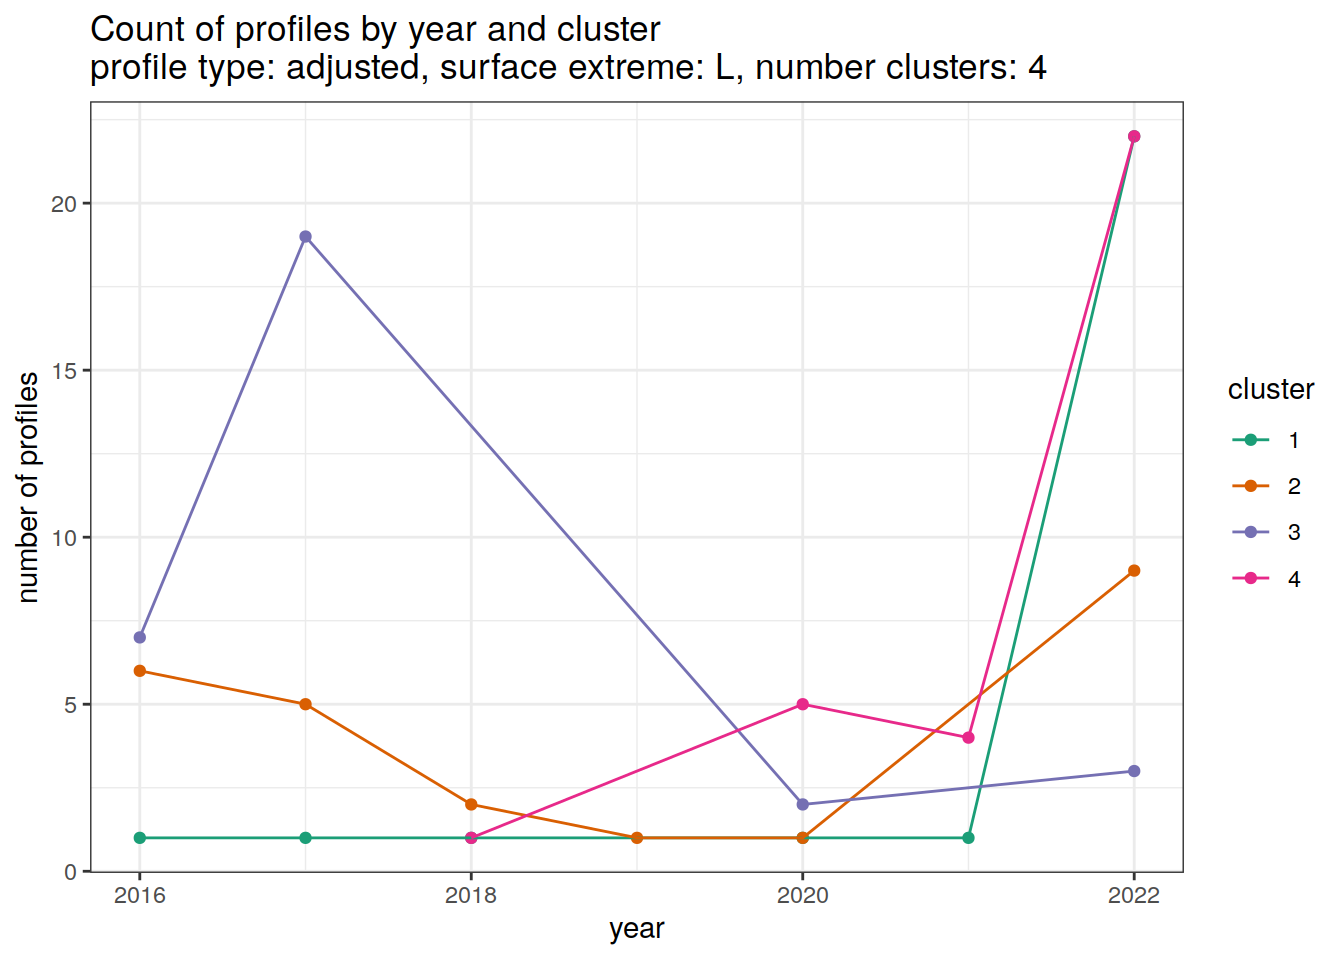 Count of profiles by year and cluster
profile type: adjusted, surface extreme: L, number clusters: 4
number of profiles
20
15
10
5
0
2016
2018
2020
2022
year
cluster
1
2
3
4